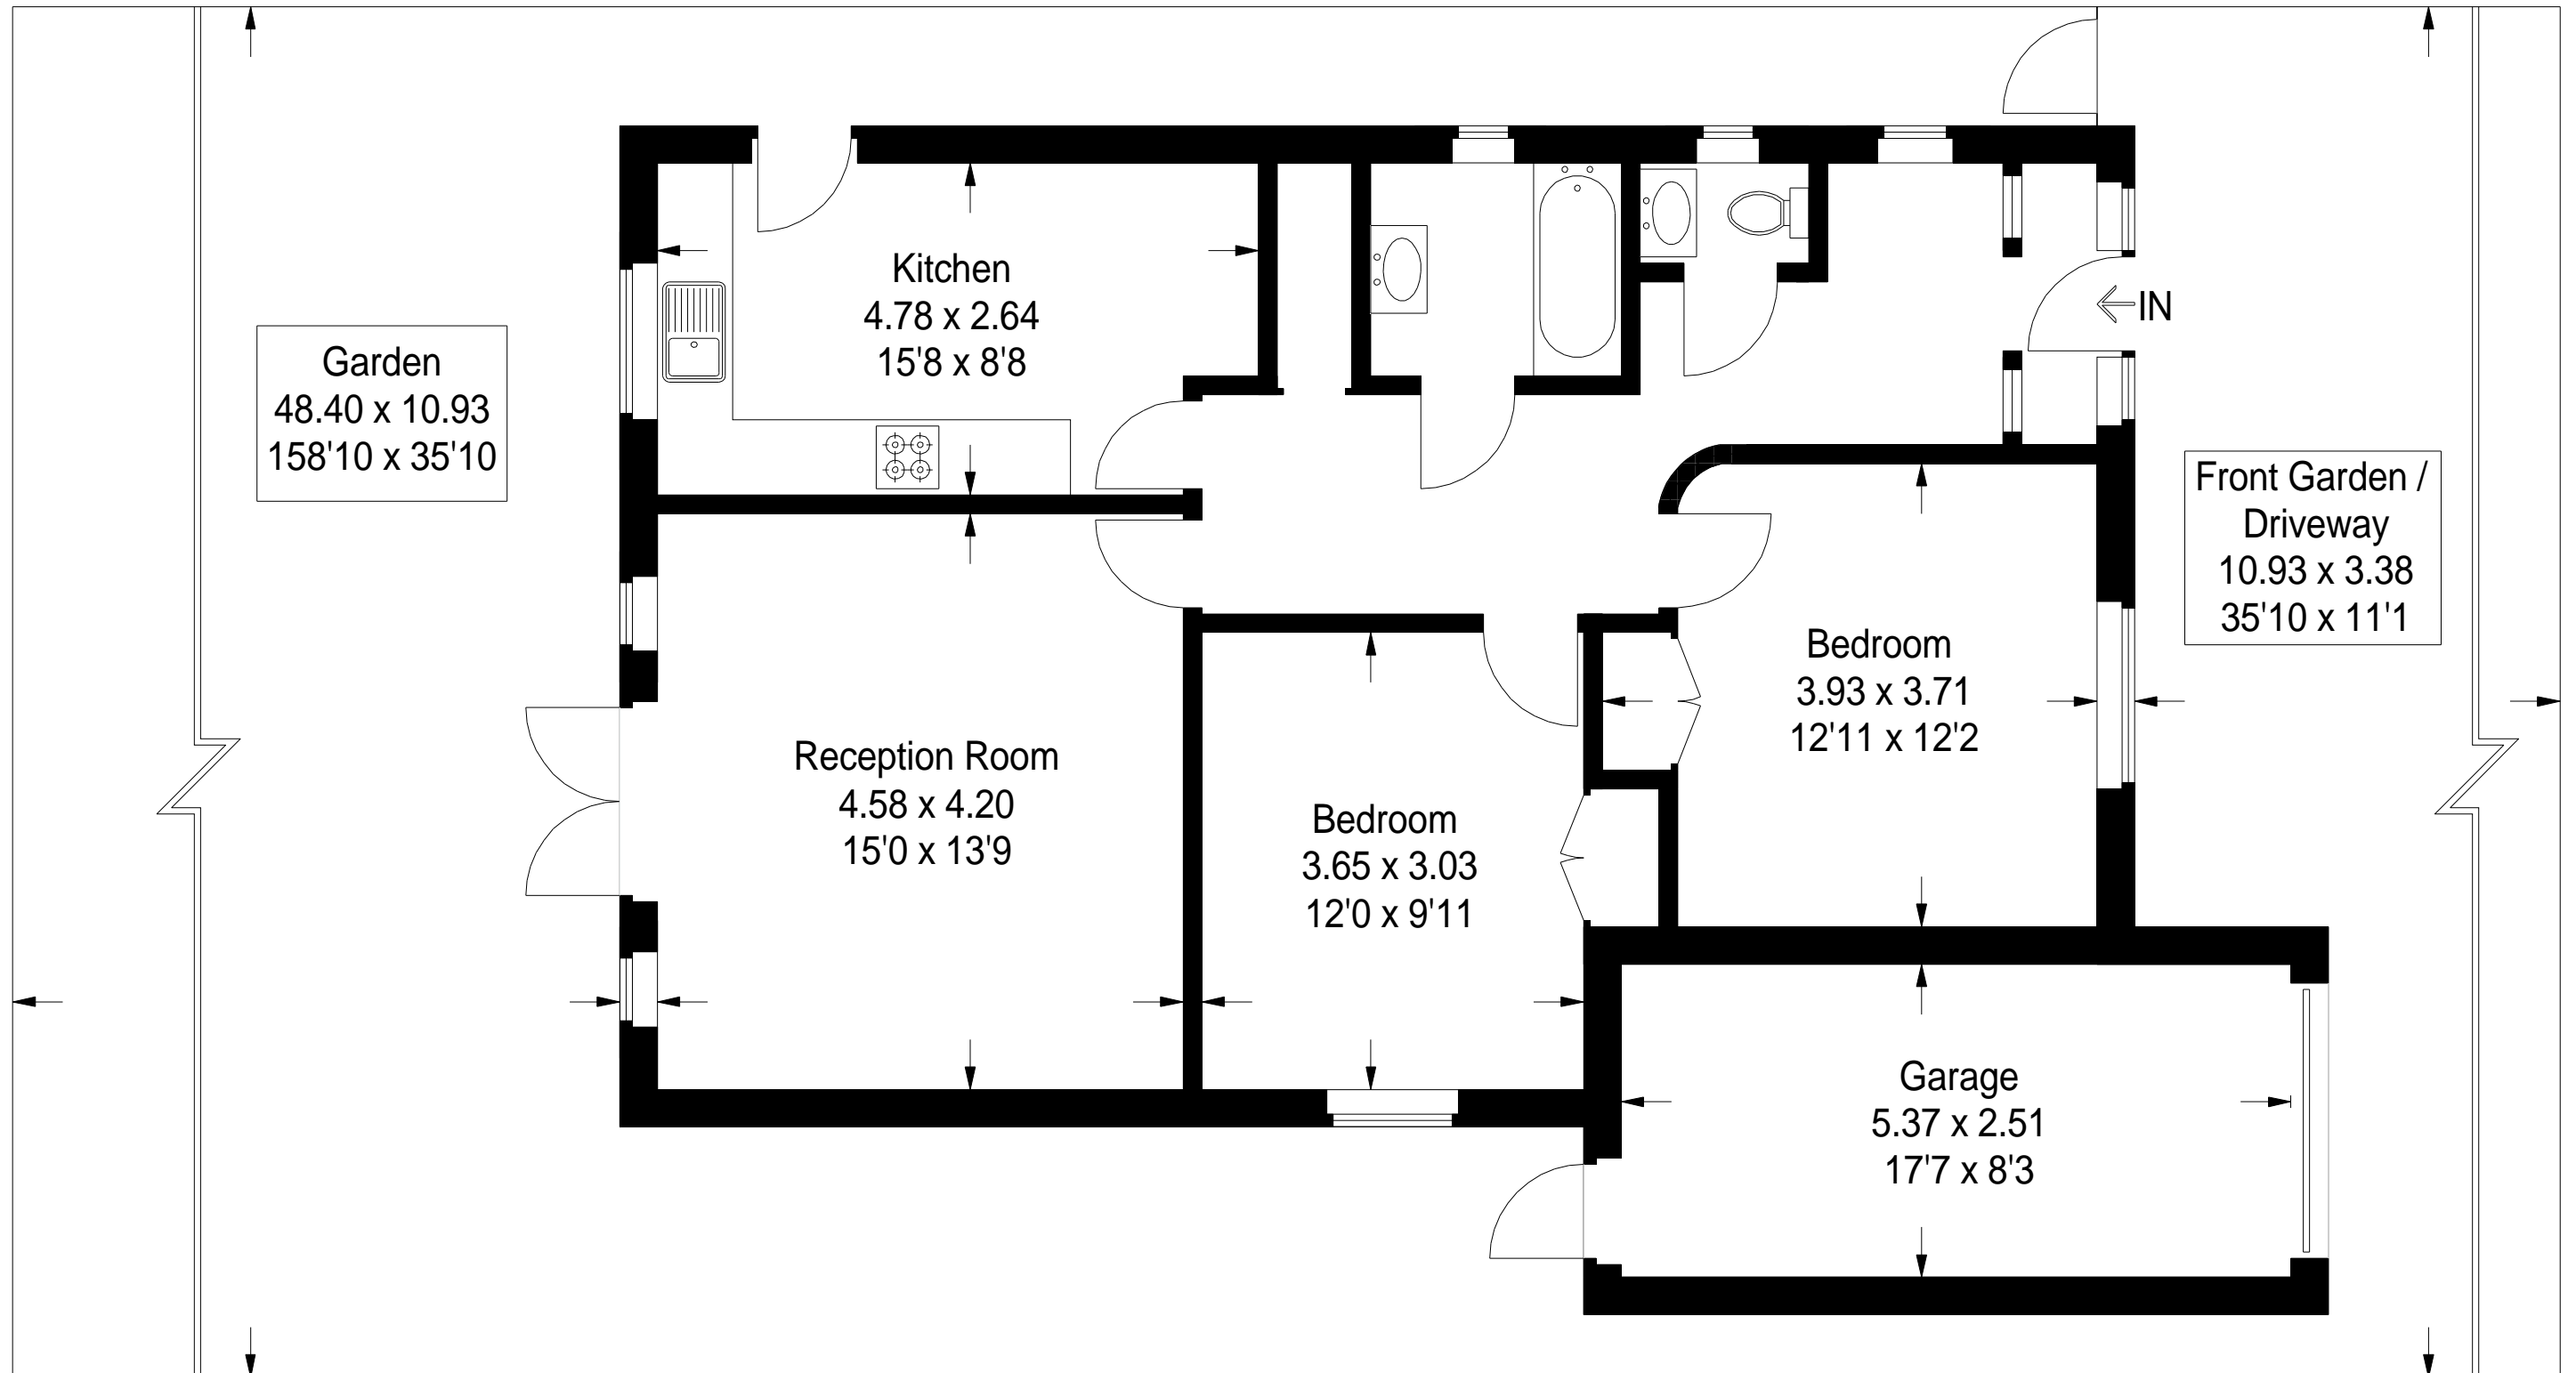 Garden
48.40 x 10.93
158'10 x 35'10
Kitchen
4.78 x 2.64
15'8 x 8'8
IN
Front Garden /
Driveway
10.93 x 3.38
35'10 x 11'1
Reception Room
4.58 x 4.20
15'0 x 13'9
Bedroom
3.65 x 3.03
12'0 x 9'11
Bedroom
3.93 x 3.71
12'11 x 12'2
Garage
5.37 x 2.51
17'7 x 8'3